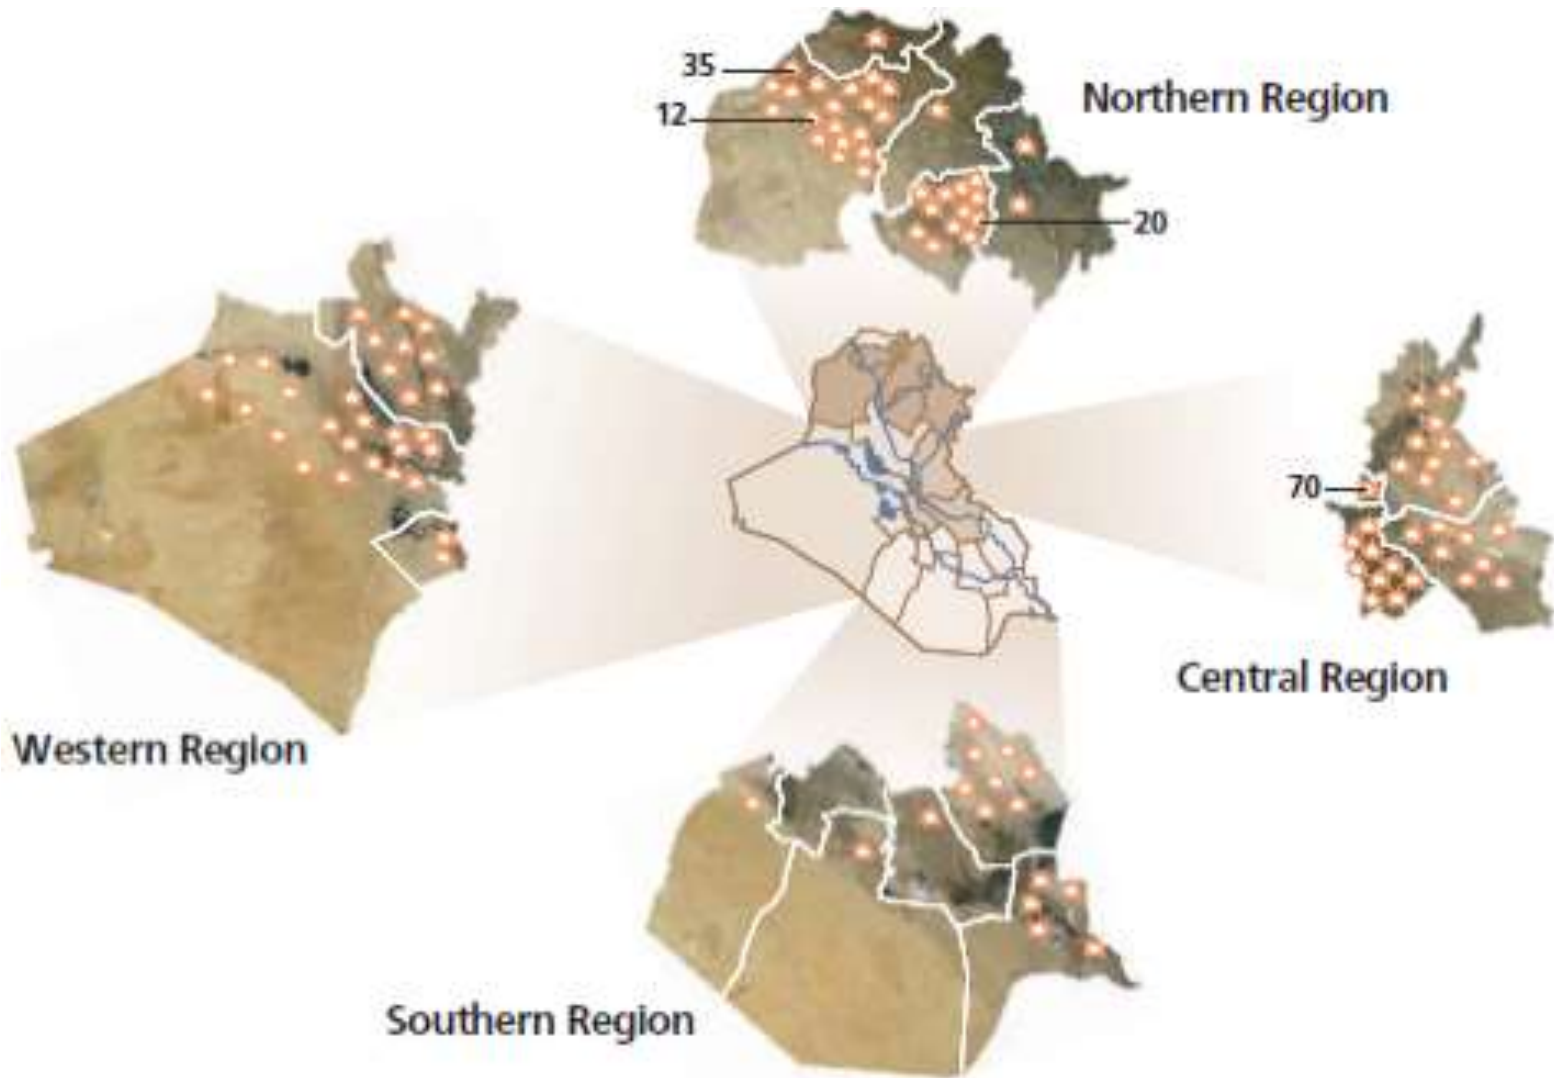 35
Northern Region
12
20
70
Central Region
Western Region
Southern Region